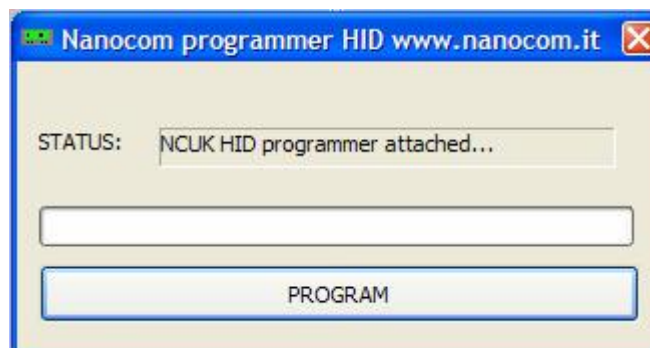 Nanocom programmer HID www.nanocom.it
STATUS: NCUK HID programmer attached...
PROGRAM